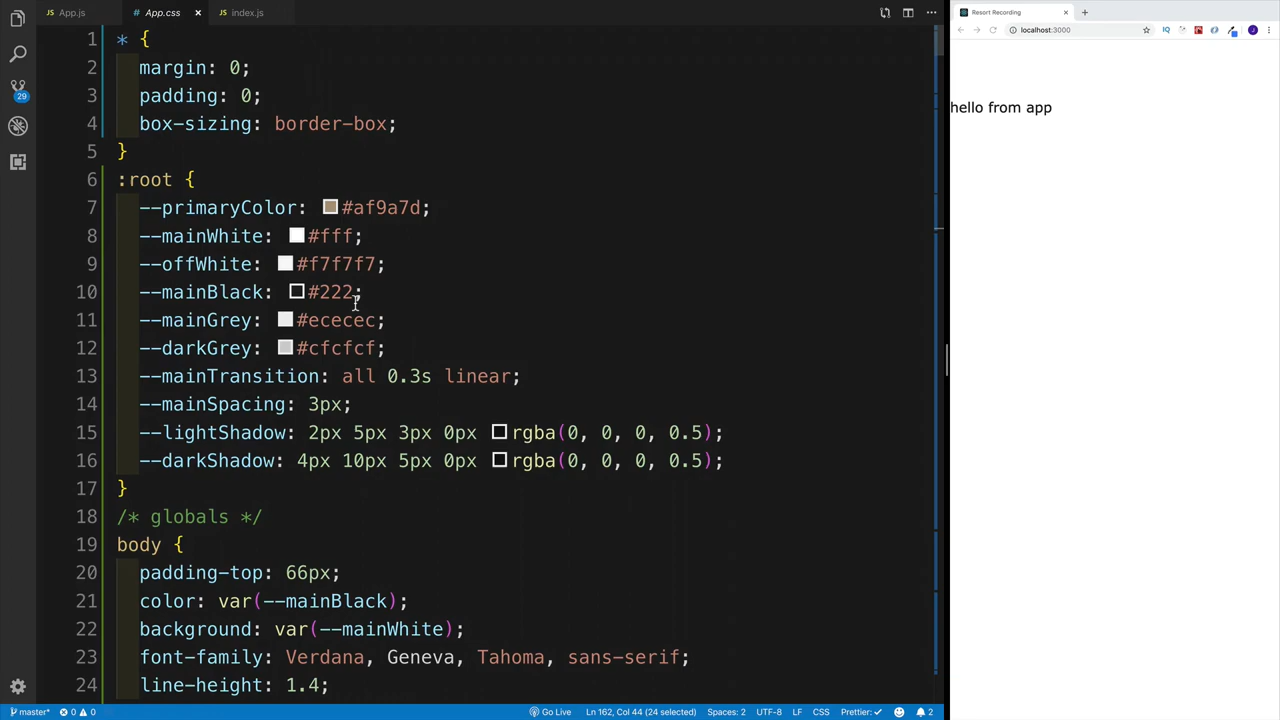 App.js
App.css
index.js
Resort Recording
localhost:3000
IQ
J
29
1 * {
2 margin: 0;
3 padding: 0;
4 box-sizing: border-box;
5 }
6 :root {
7 --primaryColor: #af9a7d;
8 --mainWhite: #fff;
9 --offWhite: #f7f7f7;
10 --mainBlack: #222;
11 --mainGrey: #ececec;
12 --darkGrey: #cfcfcf;
13 --mainTransition: all 0.3s linear;
14 --mainSpacing: 3px;
15 --lightShadow: 2px 5px 3px 0px rgba(0, 0, 0, 0.5);
16 --darkShadow: 4px 10px 5px 0px rgba(0, 0, 0, 0.5);
17 }
18 /* globals */
19 body {
20 padding-top: 66px;
21 color: var(--mainBlack);
22 background: var(--mainWhite);
23 font-family: Verdana, Geneva, Tahoma, sans-serif;
24 line-height: 1.4;
hello from app
master* 0 0 Go Live Ln 162, Col 44 (24 selected) Spaces: 2 UTF-8 LF CSS Prettier: ✓ 2